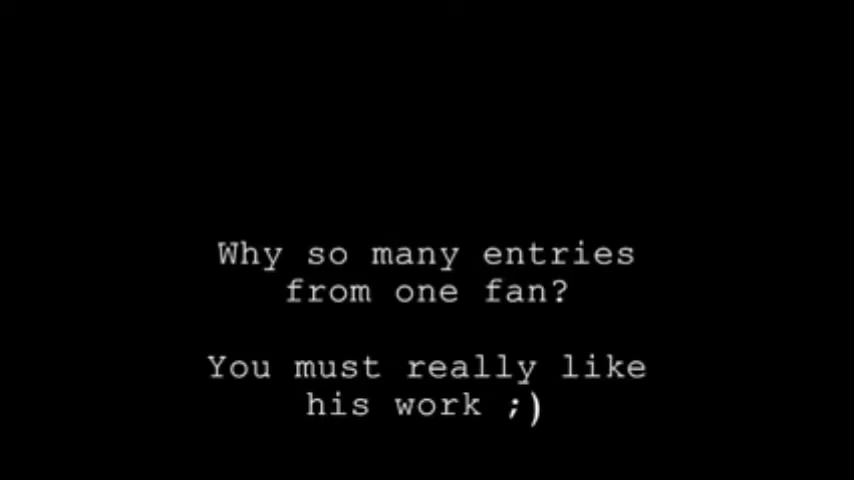 Why so many entries
from one fan?
You must really like
his work ;)